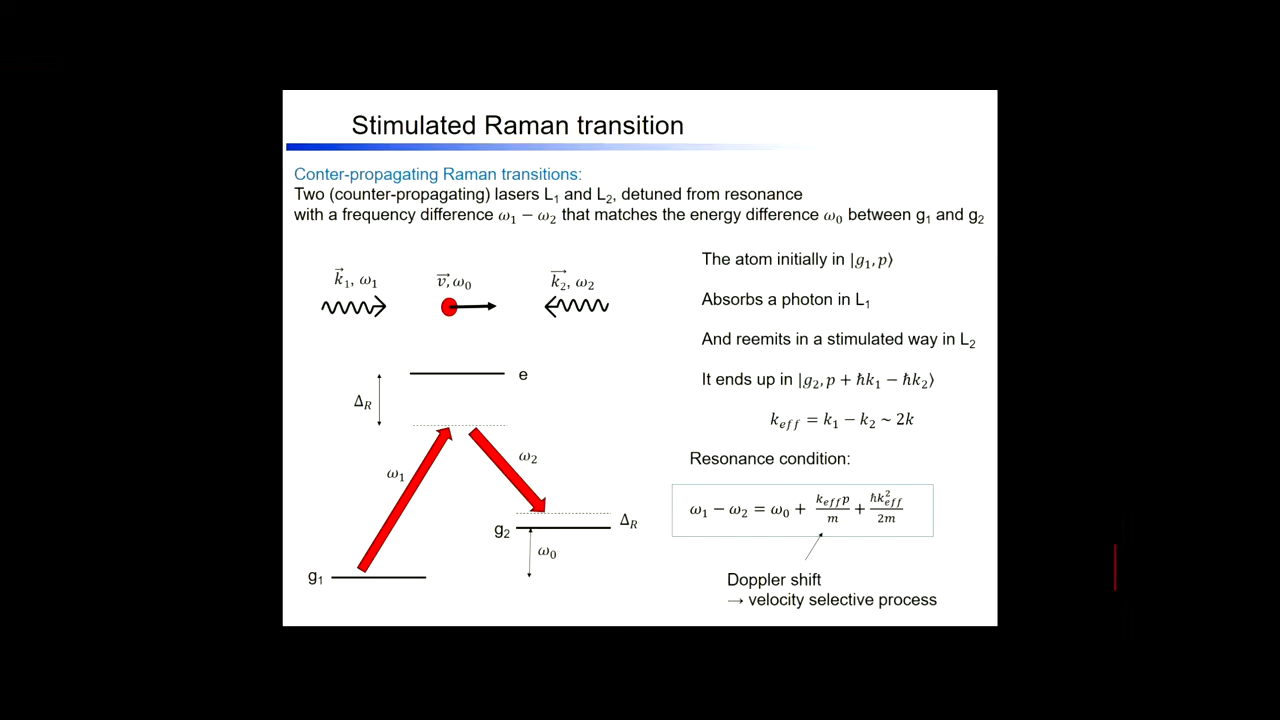 Stimulated Raman transition
Conter-propagating Raman transitions:
Two (counter-propagating) lasers L₁ and L₂, detuned from resonance
with a frequency difference ω₁ − ω₂ that matches the energy difference ω₀ between g₁ and g₂
k⃗₁, ω₁
v⃗, ω₀
k⃗₂, ω₂
The atom initially in |g₁, p⟩
Absorbs a photon in L₁
And reemits in a stimulated way in L₂
It ends up in |g₂, p + ħk₁ − ħk₂⟩
k_eff = k₁ − k₂ ~ 2k
Resonance condition:
ω₁ − ω₂ = ω₀ + k_eff p / m + ħk_eff² / 2m
Doppler shift
→ velocity selective process
e
Δ_R
ω₁
ω₂
g₂
Δ_R
ω₀
g₁